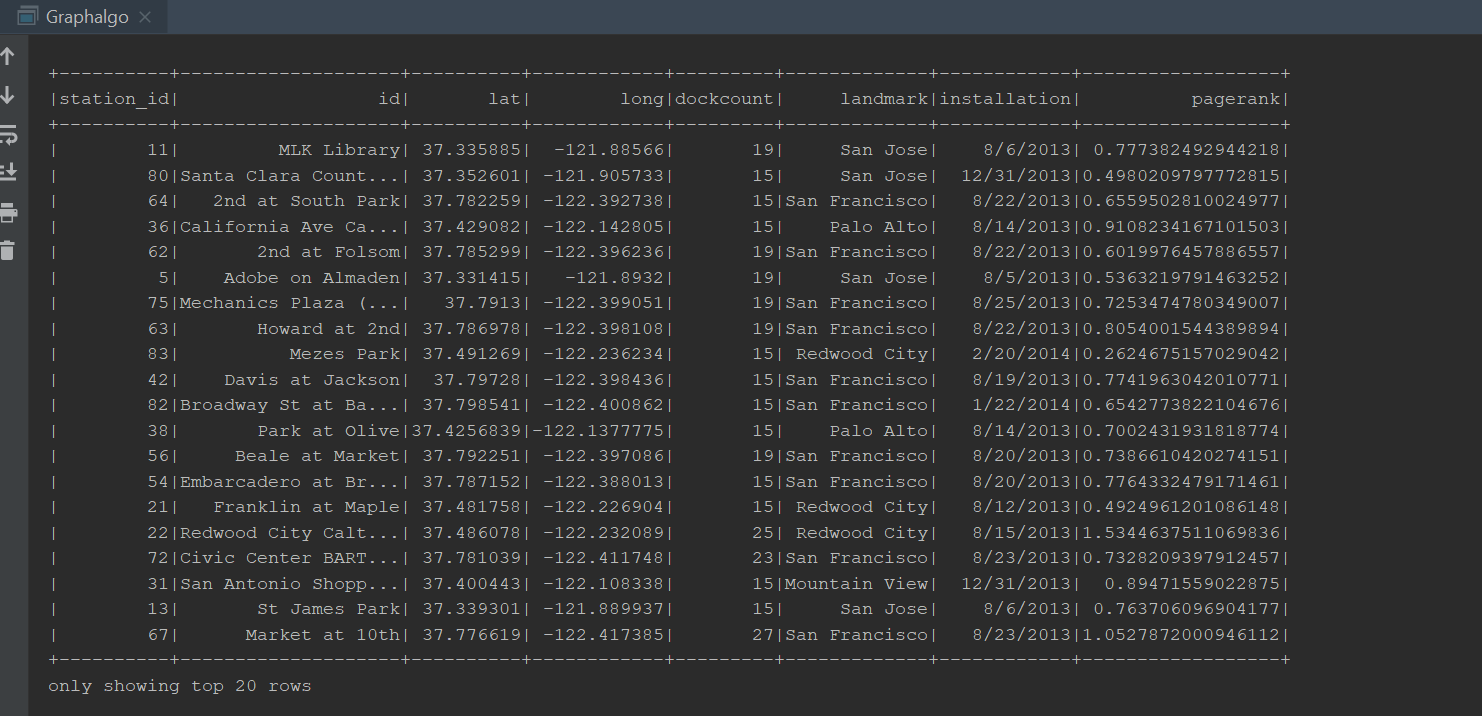 Graphalgo
+----------+--------------------+----------+------------+---------+-------------+------------+------------------+
|station_id|                  id|       lat|        long|dockcount|     landmark|installation|          pagerank|
+----------+--------------------+----------+------------+---------+-------------+------------+------------------+
|        11|         MLK Library| 37.335885|  -121.88566|       19|     San Jose|    8/6/2013| 0.777382492944218|
|        80|Santa Clara Count...| 37.352601| -121.905733|       15|     San Jose|  12/31/2013|0.4980209797772815|
|        64|   2nd at South Park| 37.782259| -122.392738|       15|San Francisco|   8/22/2013|0.6559502810024977|
|        36|California Ave Ca...| 37.429082| -122.142805|       15|    Palo Alto|   8/14/2013|0.9108234167101503|
|        62|       2nd at Folsom| 37.785299| -122.396236|       19|San Francisco|   8/22/2013|0.6019976457886557|
|         5|    Adobe on Almaden| 37.331415|   -121.8932|       19|     San Jose|    8/5/2013|0.5363219791463252|
|        75|Mechanics Plaza (...|   37.7913| -122.399051|       19|San Francisco|   8/25/2013|0.7253474780349007|
|        63|       Howard at 2nd| 37.786978| -122.398108|       19|San Francisco|   8/22/2013|0.8054001544389894|
|        83|          Mezes Park| 37.491269| -122.236234|       15| Redwood City|   2/20/2014|0.2624675157029042|
|        42|    Davis at Jackson|  37.79728| -122.398436|       15|San Francisco|   8/19/2013|0.7741963042010771|
|        82|Broadway St at Ba...| 37.798541| -122.400862|       15|San Francisco|   1/22/2014|0.6542773822104676|
|        38|       Park at Olive|37.4256839|-122.1377775|       15|    Palo Alto|   8/14/2013|0.7002431931818774|
|        56|     Beale at Market| 37.792251| -122.397086|       19|San Francisco|   8/20/2013|0.7386610420274151|
|        54|Embarcadero at Br...| 37.787152| -122.388013|       15|San Francisco|   8/20/2013|0.7764332479171461|
|        21|   Franklin at Maple| 37.481758| -122.226904|       15| Redwood City|   8/12/2013|0.4924961201086148|
|        22|Redwood City Calt...| 37.486078| -122.232089|       25| Redwood City|   8/15/2013|1.5344637511069836|
|        72|Civic Center BART...| 37.781039| -122.411748|       23|San Francisco|   8/23/2013|0.7328209397912457|
|        31|San Antonio Shopp...| 37.400443| -122.108338|       15|Mountain View|  12/31/2013|  0.89471559022875|
|        13|       St James Park| 37.339301| -121.889937|       15|     San Jose|    8/6/2013| 0.763706096904177|
|        67|      Market at 10th| 37.776619| -122.417385|       27|San Francisco|   8/23/2013|1.0527872000946112|
+----------+--------------------+----------+------------+---------+-------------+------------+------------------+
only showing top 20 rows